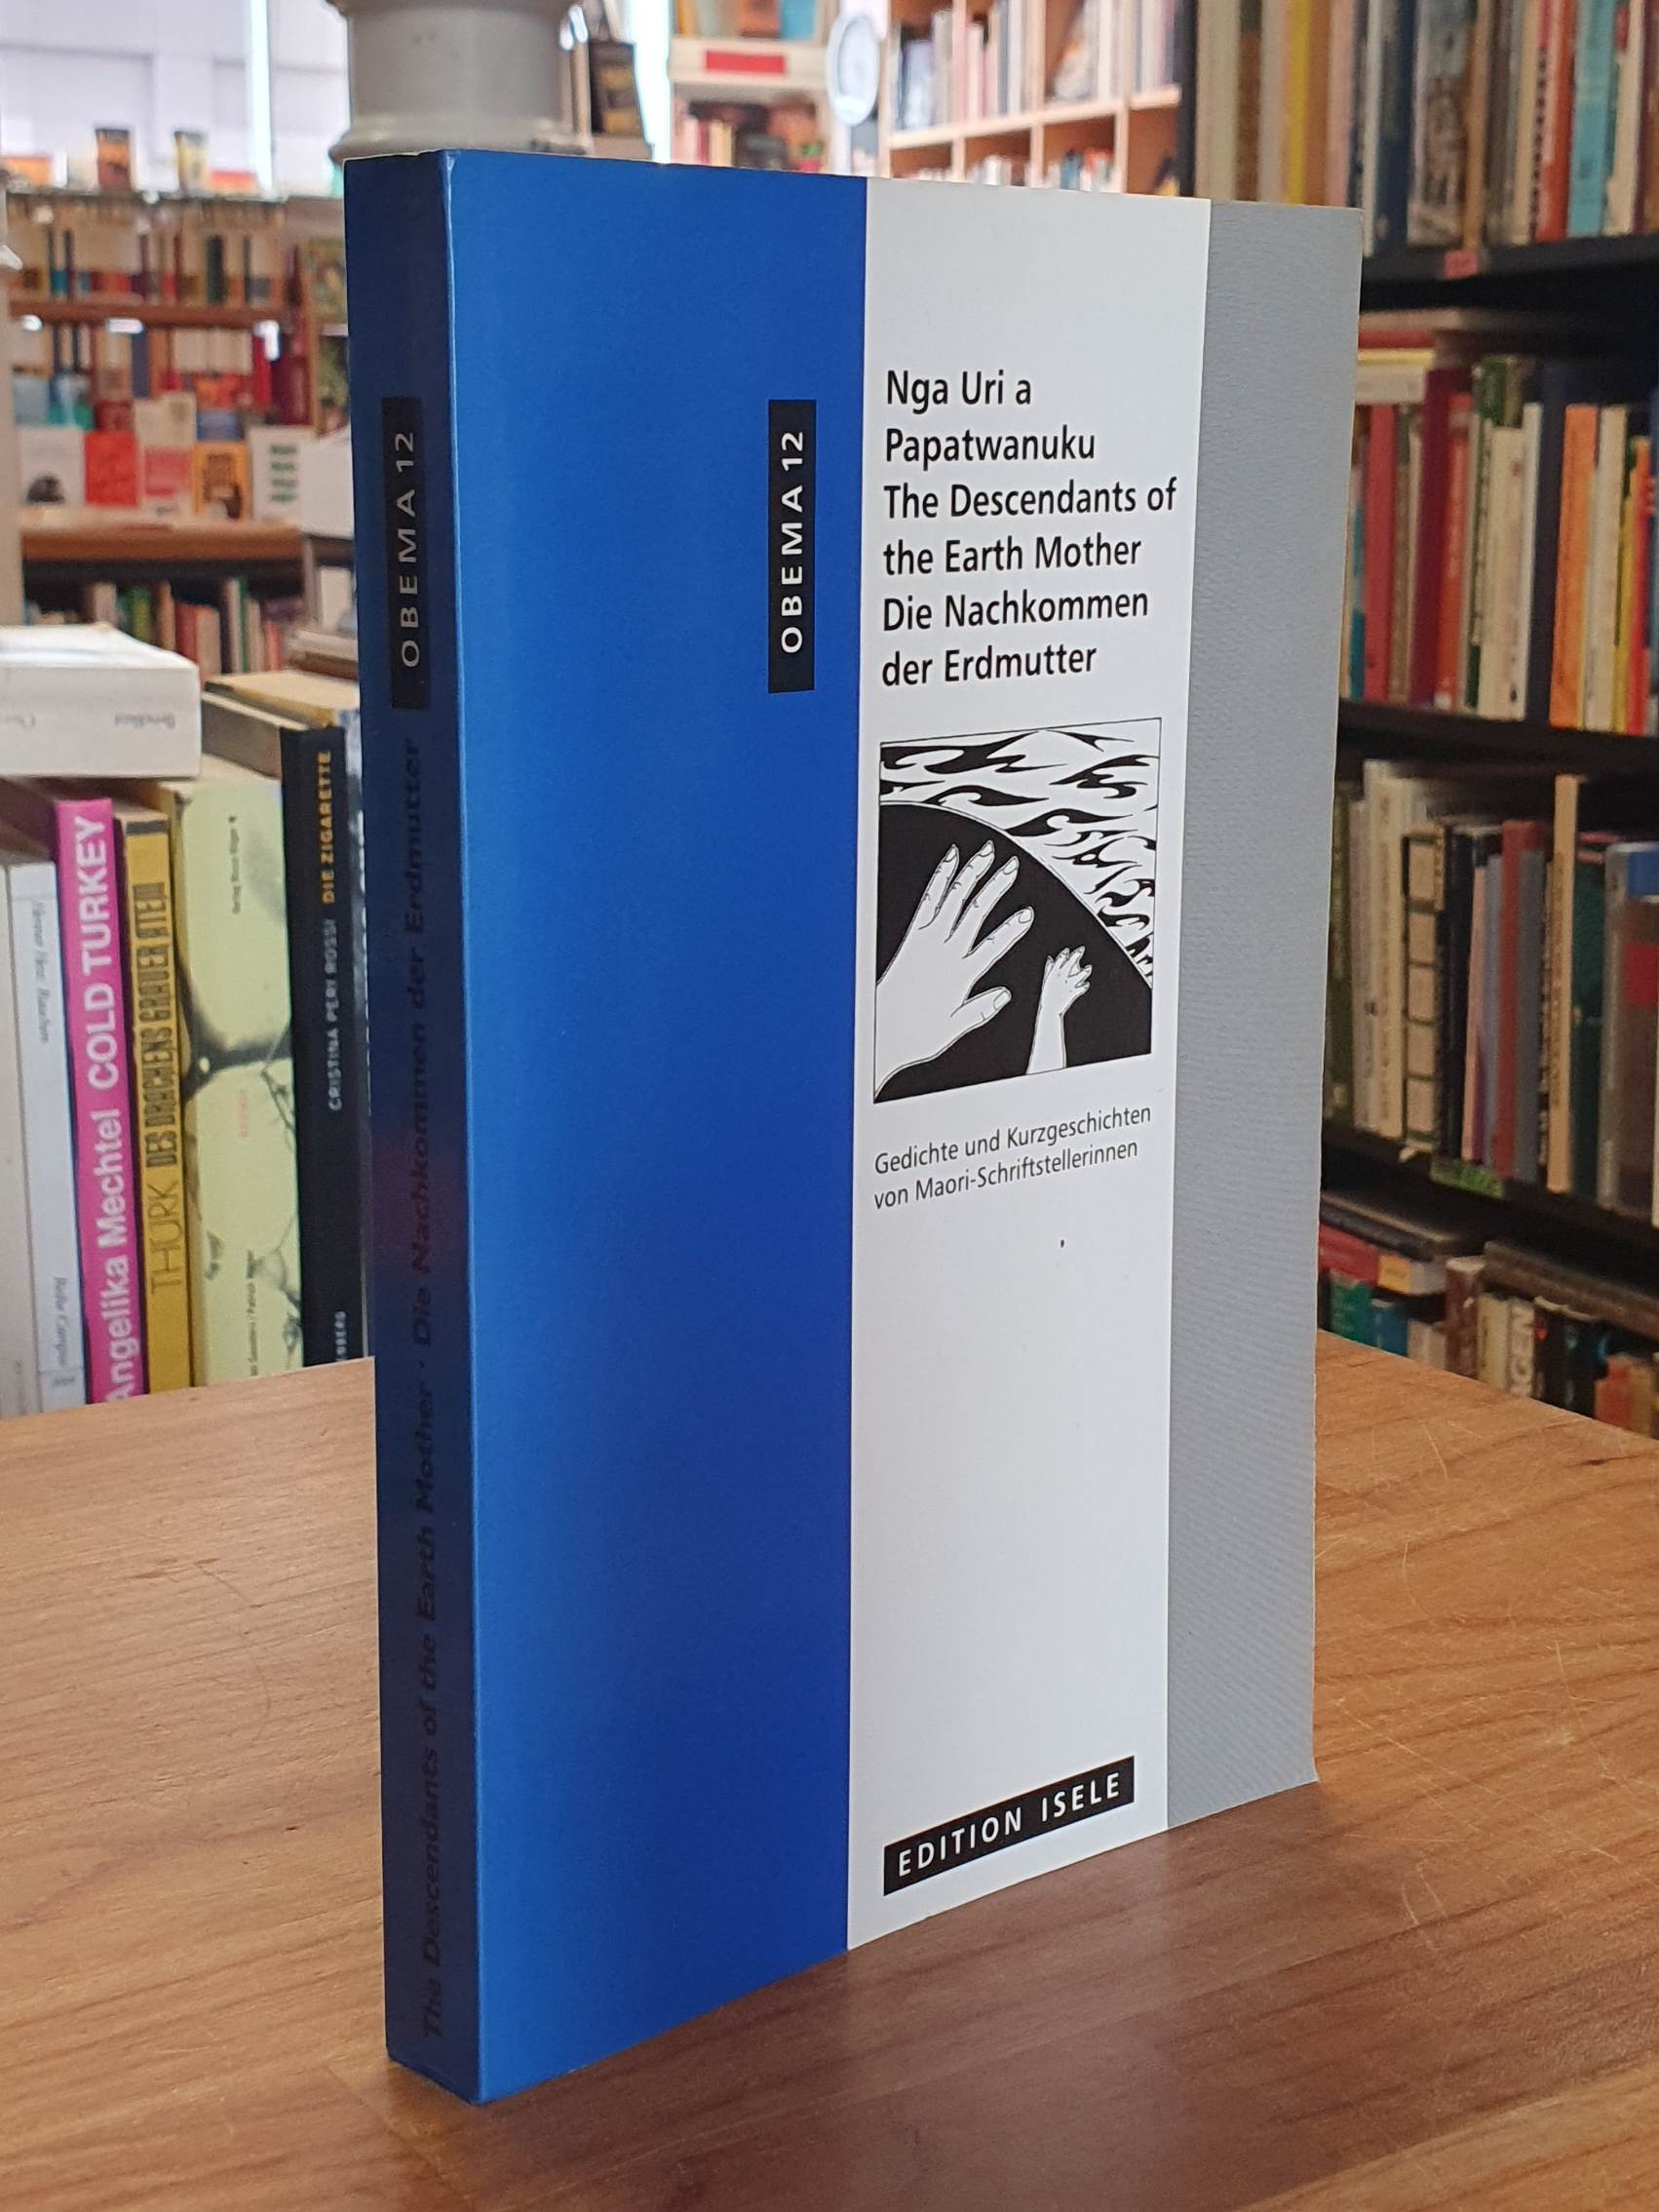 OBEMA 12
The Descendants of the Earth Mother · Die Nachkommen der Erdmutter
OBEMA 12
Nga Uri a
Papatwanuku
The Descendants of
the Earth Mother
Die Nachkommen
der Erdmutter
Gedichte und Kurzgeschichten
von Maori-Schriftstellerinnen
EDITION ISELE
Angelika Mechtel COLD TURKEY
THÜRK DES DRACHENS GRAUER ATEM
CRISTINA PERI ROSSI DIE ZIGARETTE